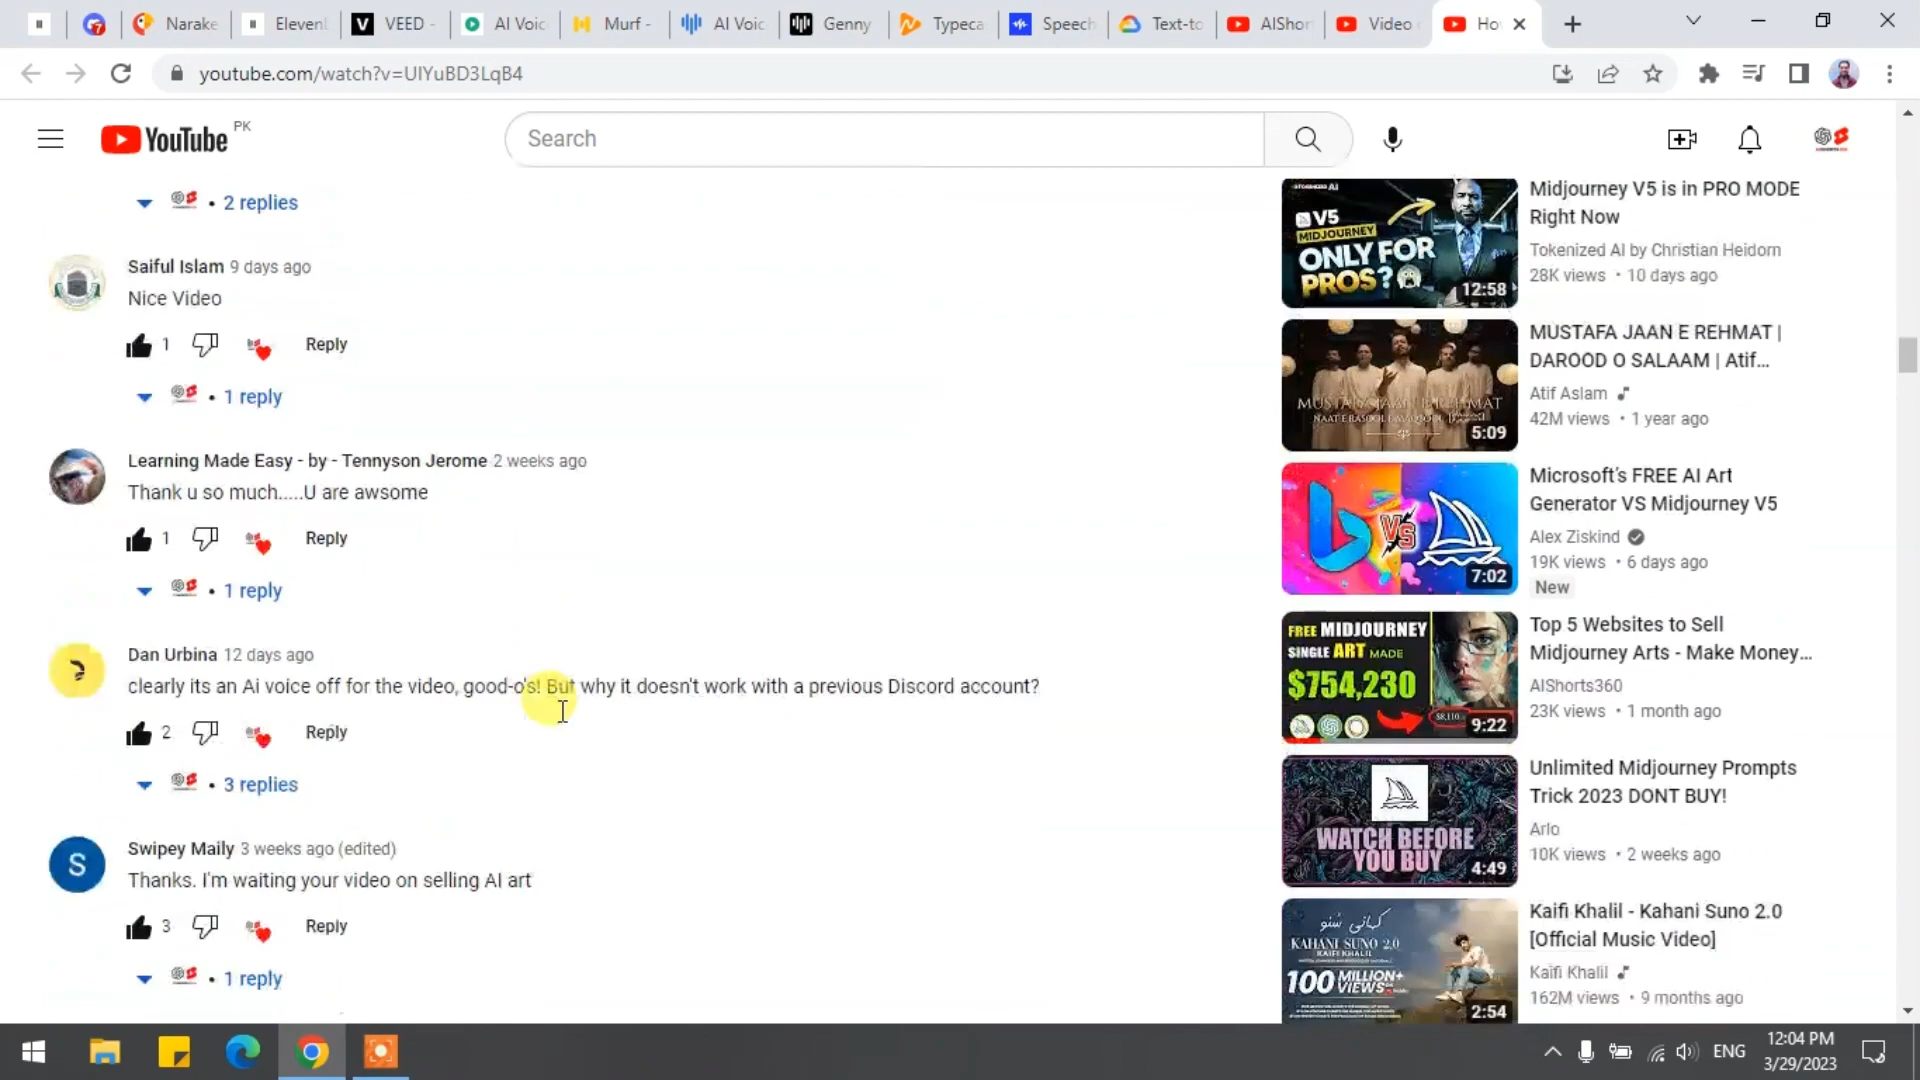 Narake
Eleven
VEED -
AI Voic
Murf -
AI Voic
Genny
Typeca
Speech
Text-to
AIShor
Video
Ho
youtube.com/watch?v=UIYuBD3LqB4
YouTube PK
Search
• 2 replies
Saiful Islam 9 days ago
Nice Video
1 Reply
• 1 reply
Learning Made Easy - by - Tennyson Jerome 2 weeks ago
Thank u so much.....U are awsome
1 Reply
• 1 reply
Dan Urbina 12 days ago
clearly its an Ai voice off for the video, good-o's! But why it doesn't work with a previous Discord account?
2 Reply
• 3 replies
S
Swipey Maily 3 weeks ago (edited)
Thanks. I'm waiting your video on selling AI art
3 Reply
• 1 reply
V5
MIDJOURNEY
ONLY FOR
PROS?
12:58
Midjourney V5 is in PRO MODE
Right Now
Tokenized AI by Christian Heidorn
28K views • 10 days ago
MUSTAFA JAAN E REHMAT
5:09
MUSTAFA JAAN E REHMAT |
DAROOD O SALAAM | Atif...
Atif Aslam
42M views • 1 year ago
VS
7:02
Microsoft's FREE AI Art
Generator VS Midjourney V5
Alex Ziskind
19K views • 6 days ago
New
FREE MIDJOURNEY
SINGLE ART MADE
$754,230
9:22
Top 5 Websites to Sell
Midjourney Arts - Make Money...
AIShorts360
23K views • 1 month ago
WATCH BEFORE
YOU BUY
4:49
Unlimited Midjourney Prompts
Trick 2023 DONT BUY!
Arlo
10K views • 2 weeks ago
کہانی سُنو
KAHANI SUNO 2.0
KAIFI KHALIL
100 MILLION+
VIEWS
2:54
Kaifi Khalil - Kahani Suno 2.0
[Official Music Video]
Kaifi Khalil
162M views • 9 months ago
ENG
12:04 PM
3/29/2023